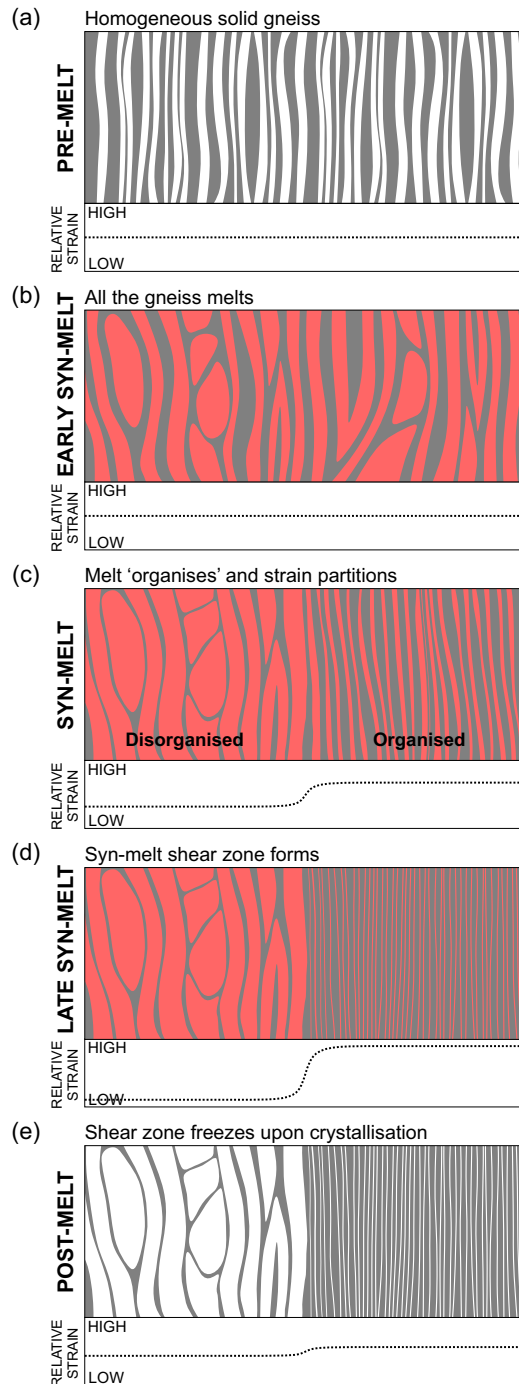 (a) Homogeneous solid gneiss
PRE-MELT
RELATIVE
STRAIN
HIGH
LOW
(b) All the gneiss melts
EARLY SYN-MELT
RELATIVE
STRAIN
HIGH
LOW
(c) Melt ‘organises’ and strain partitions
SYN-MELT
Disorganised
Organised
RELATIVE
STRAIN
HIGH
LOW
(d) Syn-melt shear zone forms
LATE SYN-MELT
RELATIVE
STRAIN
HIGH
LOW
(e) Shear zone freezes upon crystallisation
POST-MELT
RELATIVE
STRAIN
HIGH
LOW